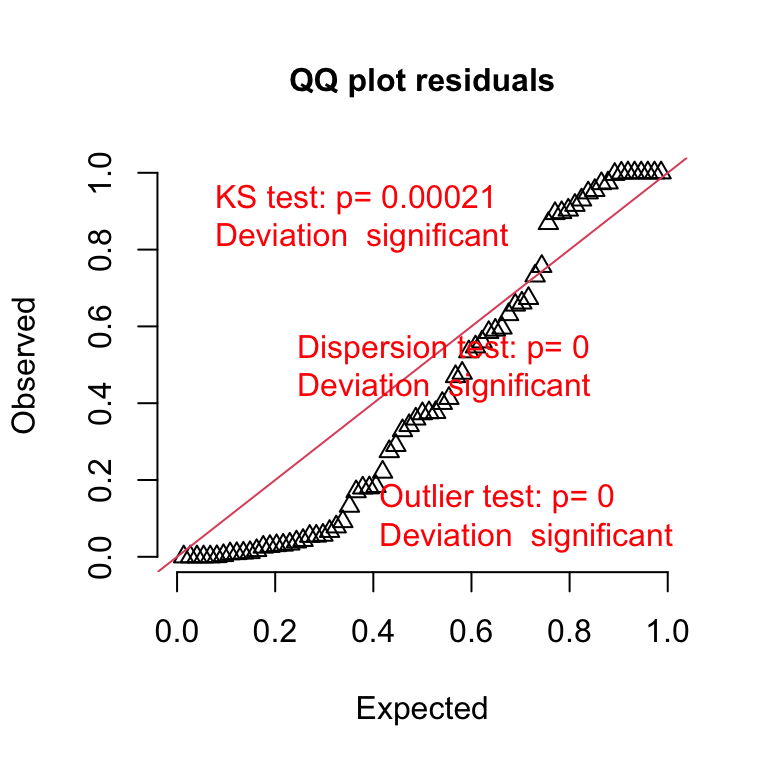 QQ plot residuals
KS test: p= 0.00021
Deviation  significant
Dispersion test: p= 0
Deviation  significant
Outlier test: p= 0
Deviation  significant
Observed
0.0 0.2 0.4 0.6 0.8 1.0
0.0 0.2 0.4 0.6 0.8 1.0
Expected